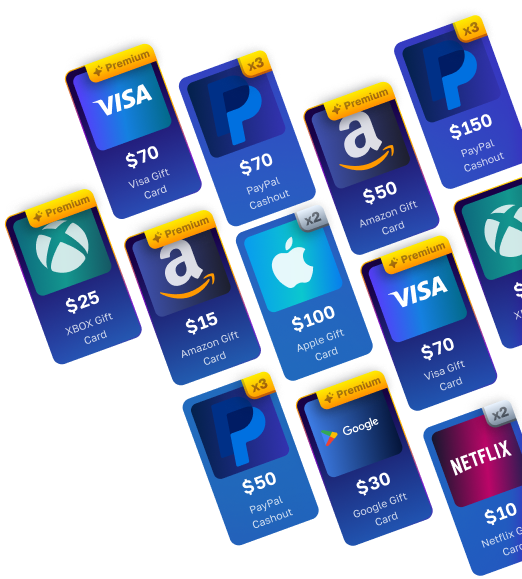 Premium
VISA
$70
Visa Gift
Card
x3
$70
PayPal
Cashout
Premium
a
$50
Amazon Gift
Card
x3
$150
PayPal
Cashout
Premium
$25
XBOX Gift
Card
Premium
a
$15
Amazon Gift
Card
x2
$100
Apple Gift
Card
Premium
VISA
$70
Visa Gift
Card
x3
$50
PayPal
Cashout
Premium
Google
$30
Google Gift
Card
x2
NETFLIX
$10
Netflix